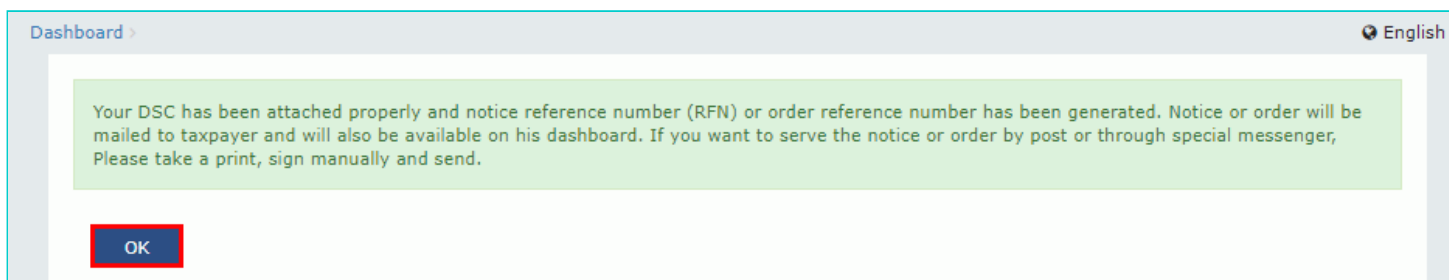 Dashboard >
English
Your DSC has been attached properly and notice reference number (RFN) or order reference number has been generated. Notice or order will be
mailed to taxpayer and will also be available on his dashboard. If you want to serve the notice or order by post or through special messenger,
Please take a print, sign manually and send.
OK